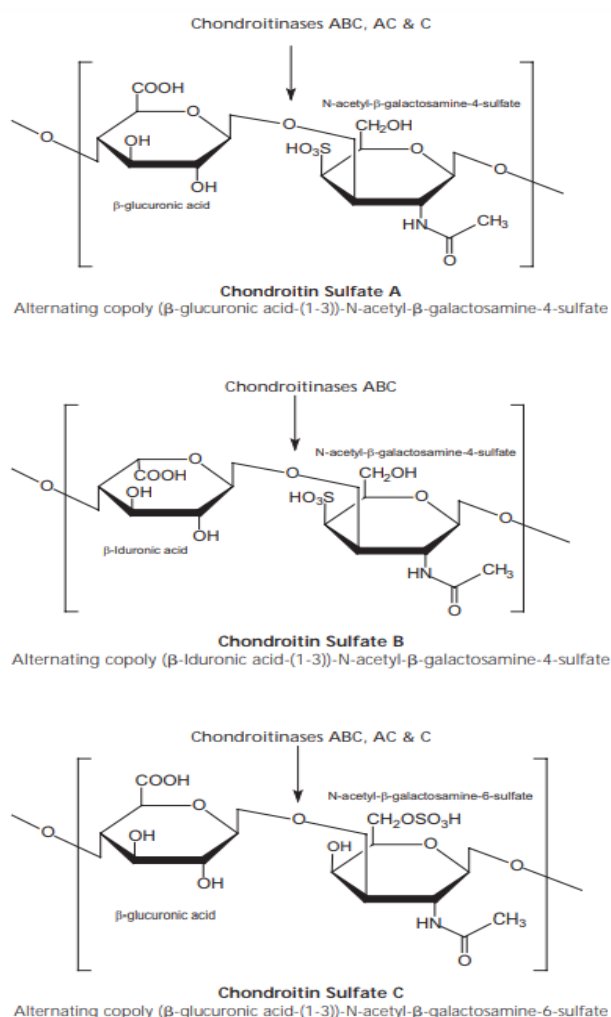 Chondroitinases ABC, AC & C
COOH
O
O
OH
OH
β-glucuronic acid
O
N-acetyl-β-galactosamine-4-sulfate
CH₂OH
HO₃S
O
O
HN
CH₃
O
Chondroitin Sulfate A
Alternating copoly (β-glucuronic acid-(1-3))-N-acetyl-β-galactosamine-4-sulfate
Chondroitinases ABC
O
O
COOH
OH
OH
β-Iduronic acid
O
N-acetyl-β-galactosamine-4-sulfate
CH₂OH
HO₃S
O
O
HN
CH₃
O
Chondroitin Sulfate B
Alternating copoly (β-Iduronic acid-(1-3))-N-acetyl-β-galactosamine-4-sulfate
Chondroitinases ABC, AC & C
COOH
O
O
OH
OH
β-glucuronic acid
O
N-acetyl-β-galactosamine-6-sulfate
CH₂OSO₃H
OH
O
O
HN
CH₃
O
Chondroitin Sulfate C
Alternating copoly (β-glucuronic acid-(1-3))-N-acetyl-β-galactosamine-6-sulfate